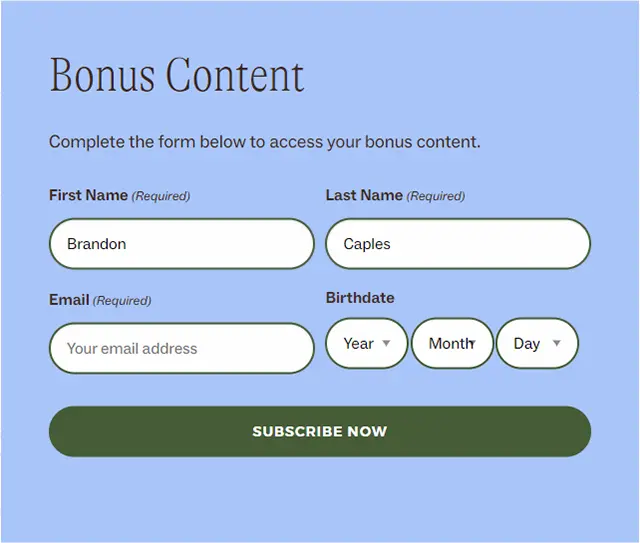 Bonus Content
Complete the form below to access your bonus content.
First Name (Required) Last Name (Required)
Brandon Caples
Email (Required) Birthdate
Your email address Year Month Day
SUBSCRIBE NOW